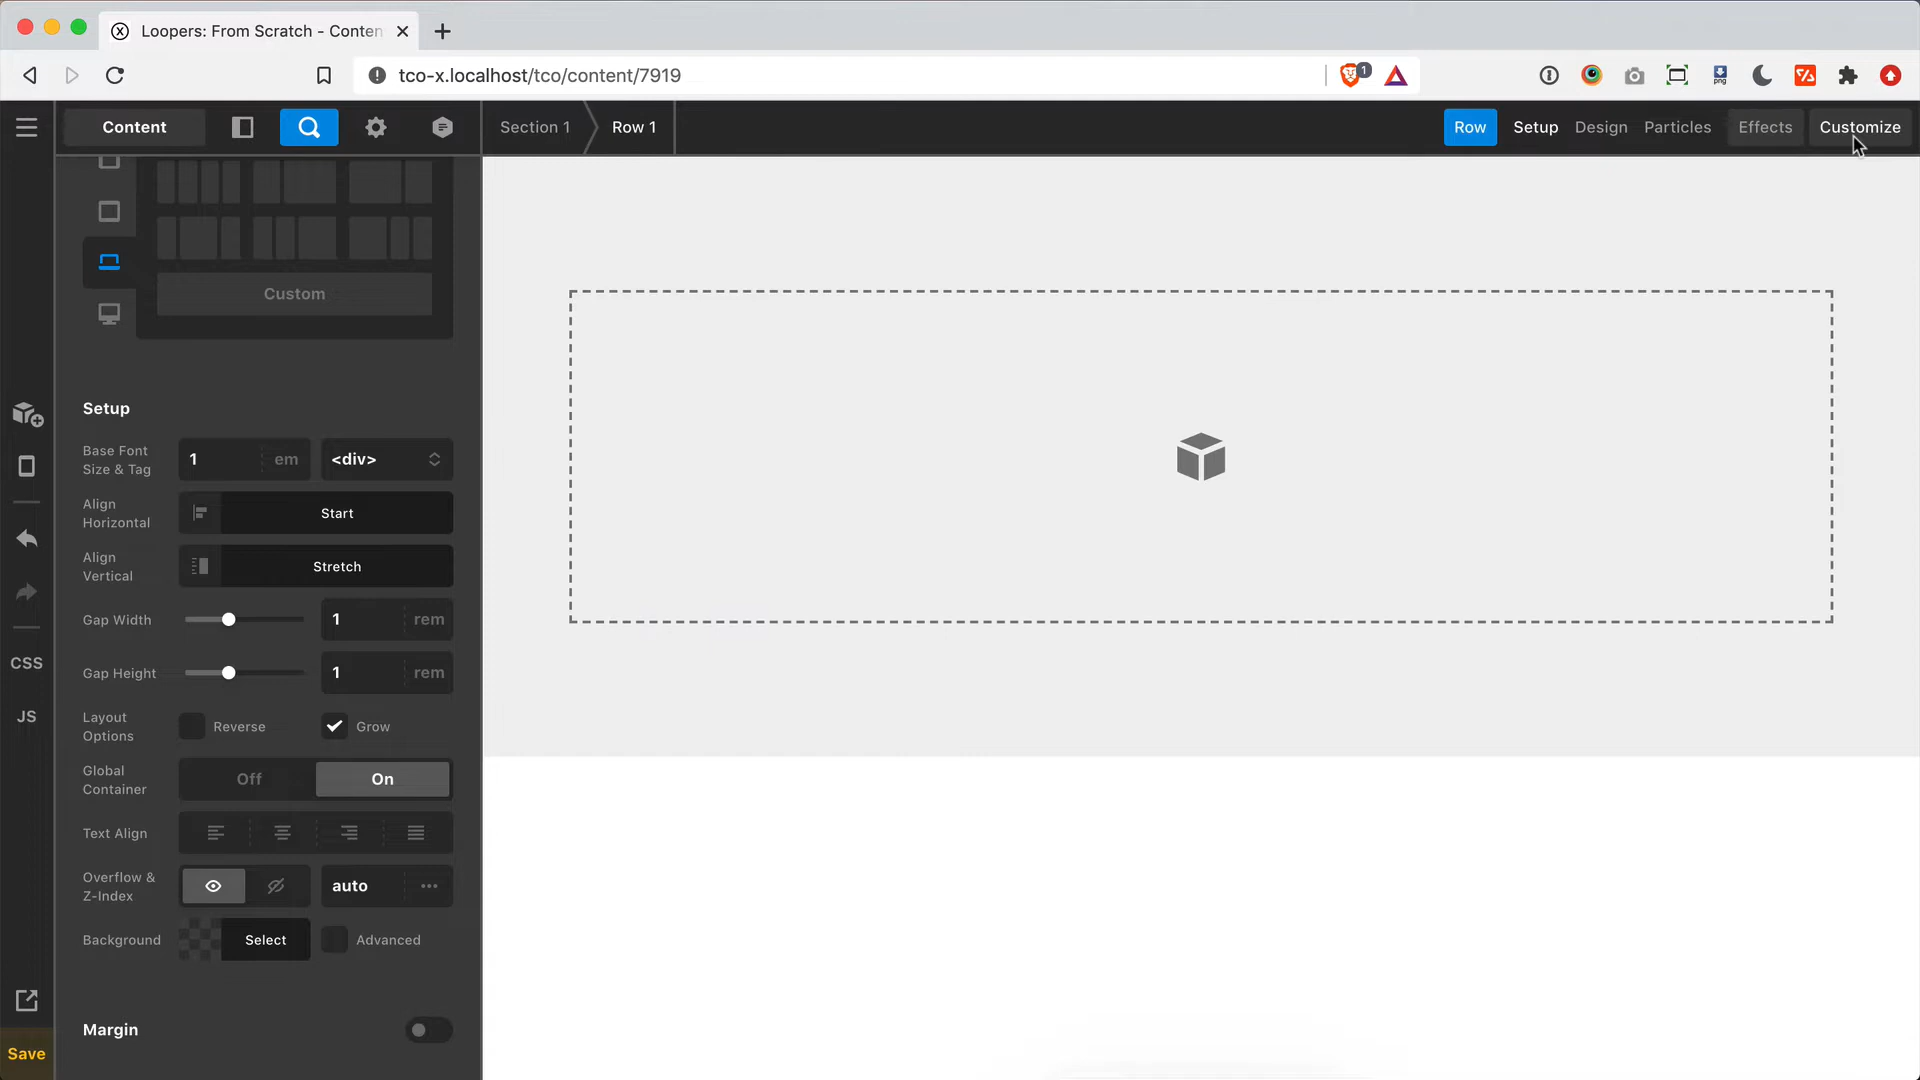 Loopers: From Scratch - Conten
tco-x.localhost/tco/content/7919
1
Content
Section 1
Row 1
Row
Setup
Design
Particles
Effects
Customize
Custom
Setup
Base Font
Size & Tag
1
em
<div>
Align
Horizontal
Start
Align
Vertical
Stretch
Gap Width
1
rem
Gap Height
1
rem
Layout
Options
Reverse
Grow
Global
Container
Off
On
Text Align
Overflow &
Z-Index
auto
Background
Select
Advanced
Margin
CSS
JS
Save